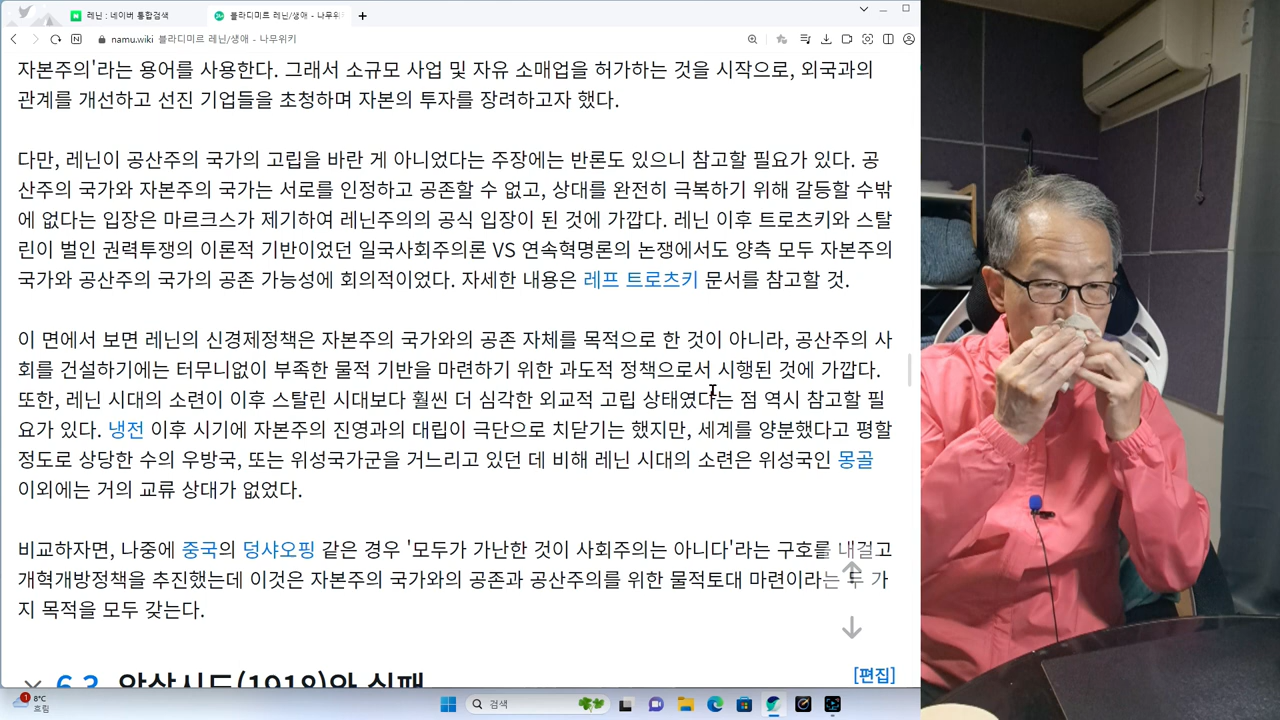 레닌 : 네이버 통합검색
블라디미르 레닌/생애 - 나무위키
namu.wiki 블라디미르 레닌/생애 - 나무위키
자본주의'라는 용어를 사용한다. 그래서 소규모 사업 및 자유 소매업을 허가하는 것을 시작으로, 외국과의
관계를 개선하고 선진 기업들을 초청하며 자본의 투자를 장려하고자 했다.
다만, 레닌이 공산주의 국가의 고립을 바란 게 아니었다는 주장에는 반론도 있으니 참고할 필요가 있다. 공
산주의 국가와 자본주의 국가는 서로를 인정하고 공존할 수 없고, 상대를 완전히 극복하기 위해 갈등할 수밖
에 없다는 입장은 마르크스가 제기하여 레닌주의의 공식 입장이 된 것에 가깝다. 레닌 이후 트로츠키와 스탈
린이 벌인 권력투쟁의 이론적 기반이었던 일국사회주의론 VS 연속혁명론의 논쟁에서도 양측 모두 자본주의
국가와 공산주의 국가의 공존 가능성에 회의적이었다. 자세한 내용은 레프 트로츠키 문서를 참고할 것.
이 면에서 보면 레닌의 신경제정책은 자본주의 국가와의 공존 자체를 목적으로 한 것이 아니라, 공산주의 사
회를 건설하기에는 터무니없이 부족한 물적 기반을 마련하기 위한 과도적 정책으로서 시행된 것에 가깝다.
또한, 레닌 시대의 소련이 이후 스탈린 시대보다 훨씬 더 심각한 외교적 고립 상태였다는 점 역시 참고할 필
요가 있다. 냉전 이후 시기에 자본주의 진영과의 대립이 극단으로 치닫기는 했지만, 세계를 양분했다고 평할
정도로 상당한 수의 우방국, 또는 위성국가군을 거느리고 있던 데 비해 레닌 시대의 소련은 위성국인 몽골
이외에는 거의 교류 상대가 없었다.
비교하자면, 나중에 중국의 덩샤오핑 같은 경우 '모두가 가난한 것이 사회주의는 아니다'라는 구호를 내걸고
개혁개방정책을 추진했는데 이것은 자본주의 국가와의 공존과 공산주의를 위한 물적토대 마련이라는 두 가
지 목적을 모두 갖는다.
6.3. 암살시도(1918)와 실패
[편집]
1
8°C
흐림
검색